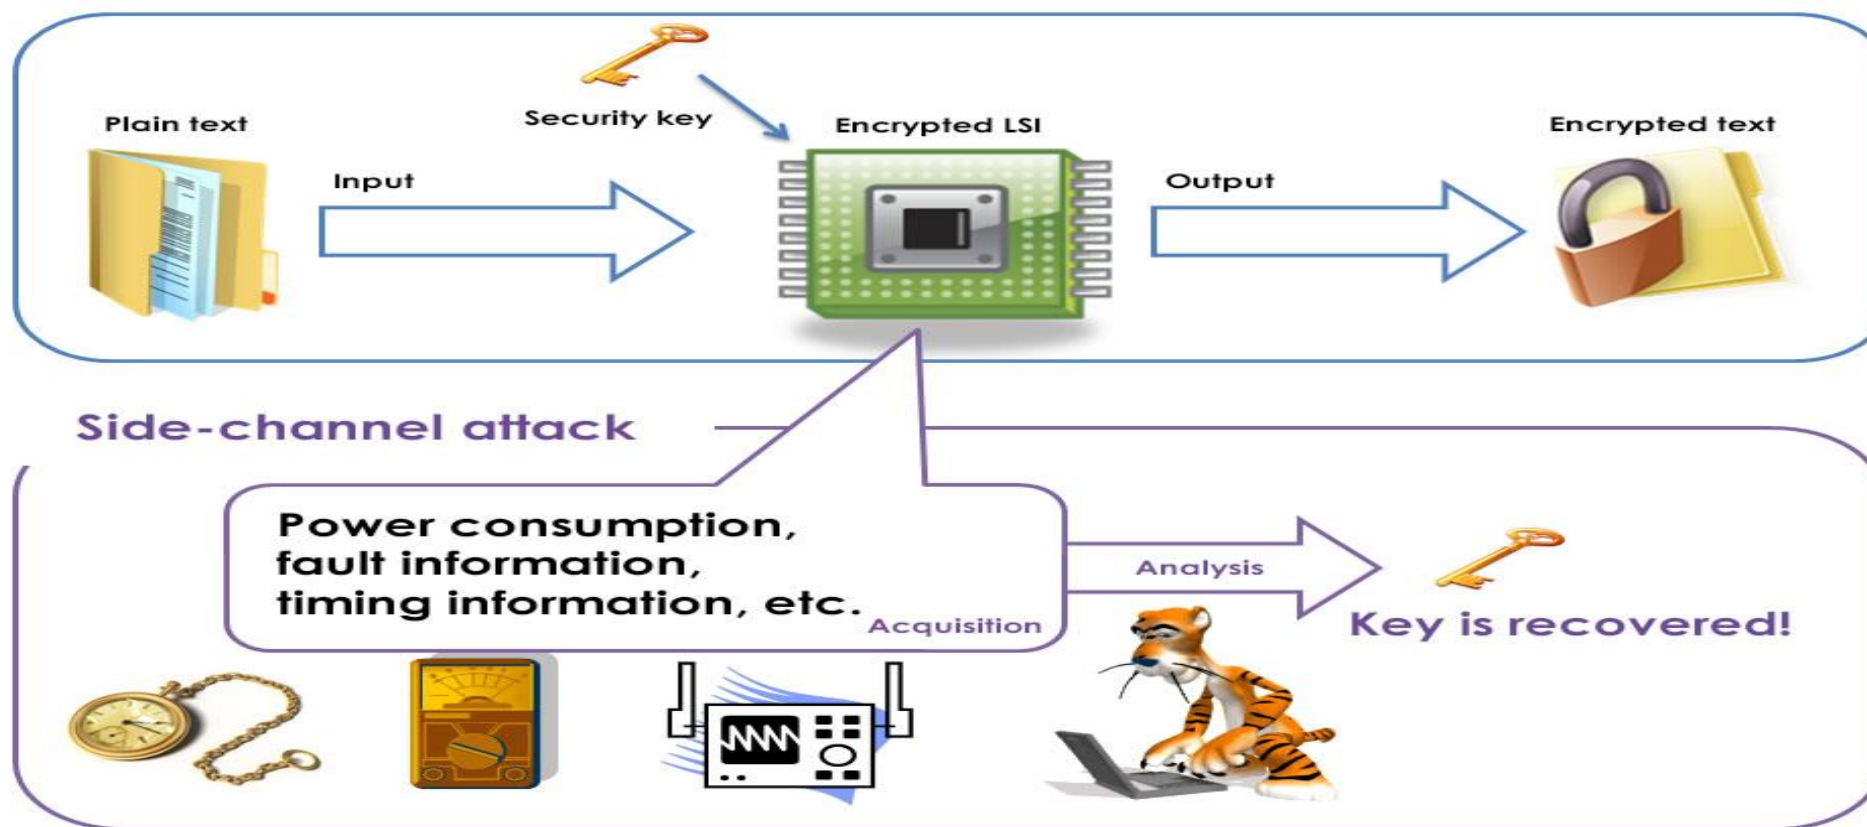 Plain text
Input
Security key
Encrypted LSI
Output
Encrypted text
Side-channel attack
Power consumption,
fault information,
timing information, etc.
Acquisition
Analysis
Key is recovered!